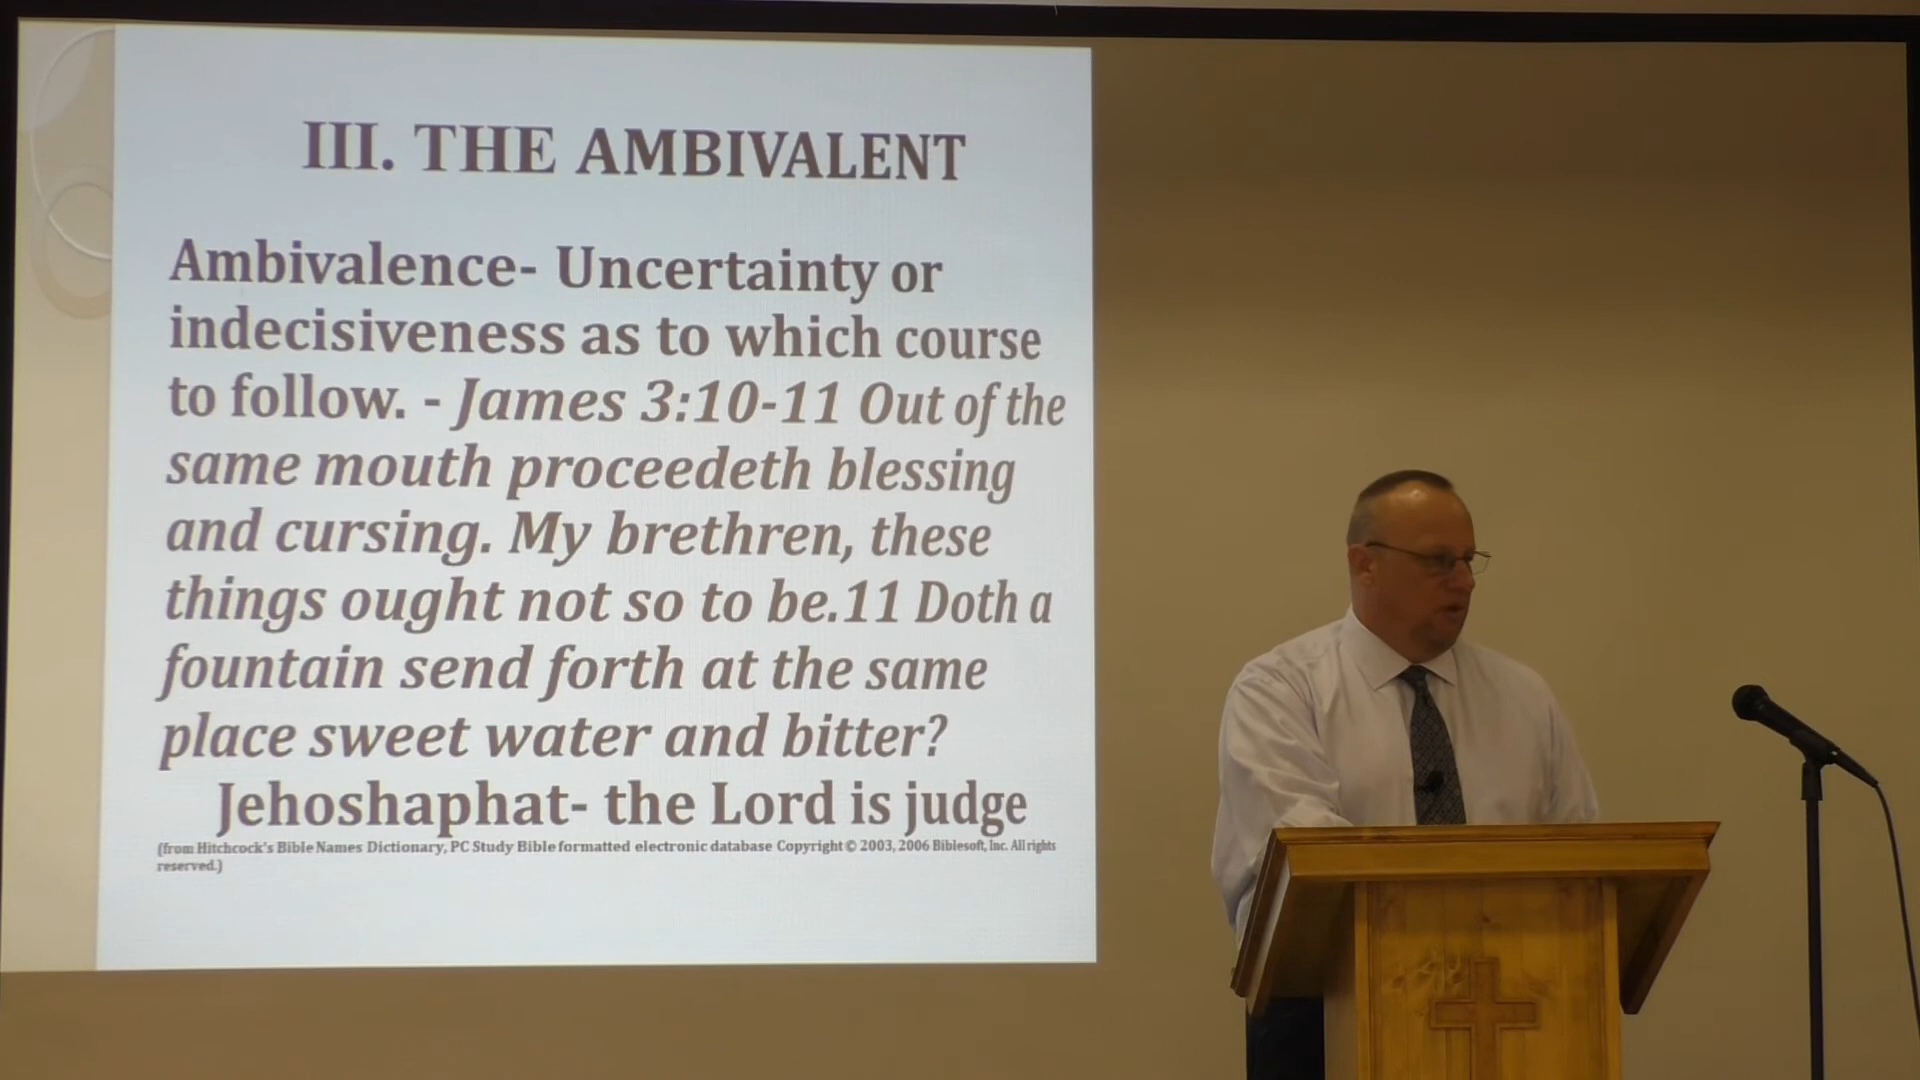 III. THE AMBIVALENT
Ambivalence- Uncertainty or
indecisiveness as to which course
to follow. - James 3:10-11 Out of the
same mouth proceedeth blessing
and cursing. My brethren, these
things ought not so to be.11 Doth a
fountain send forth at the same
place sweet water and bitter?
Jehoshaphat- the Lord is judge
(from Hitchcock's Bible Names Dictionary, PC Study Bible formatted electronic database Copyright © 2003, 2006 Biblesoft, Inc. All rights
reserved.)